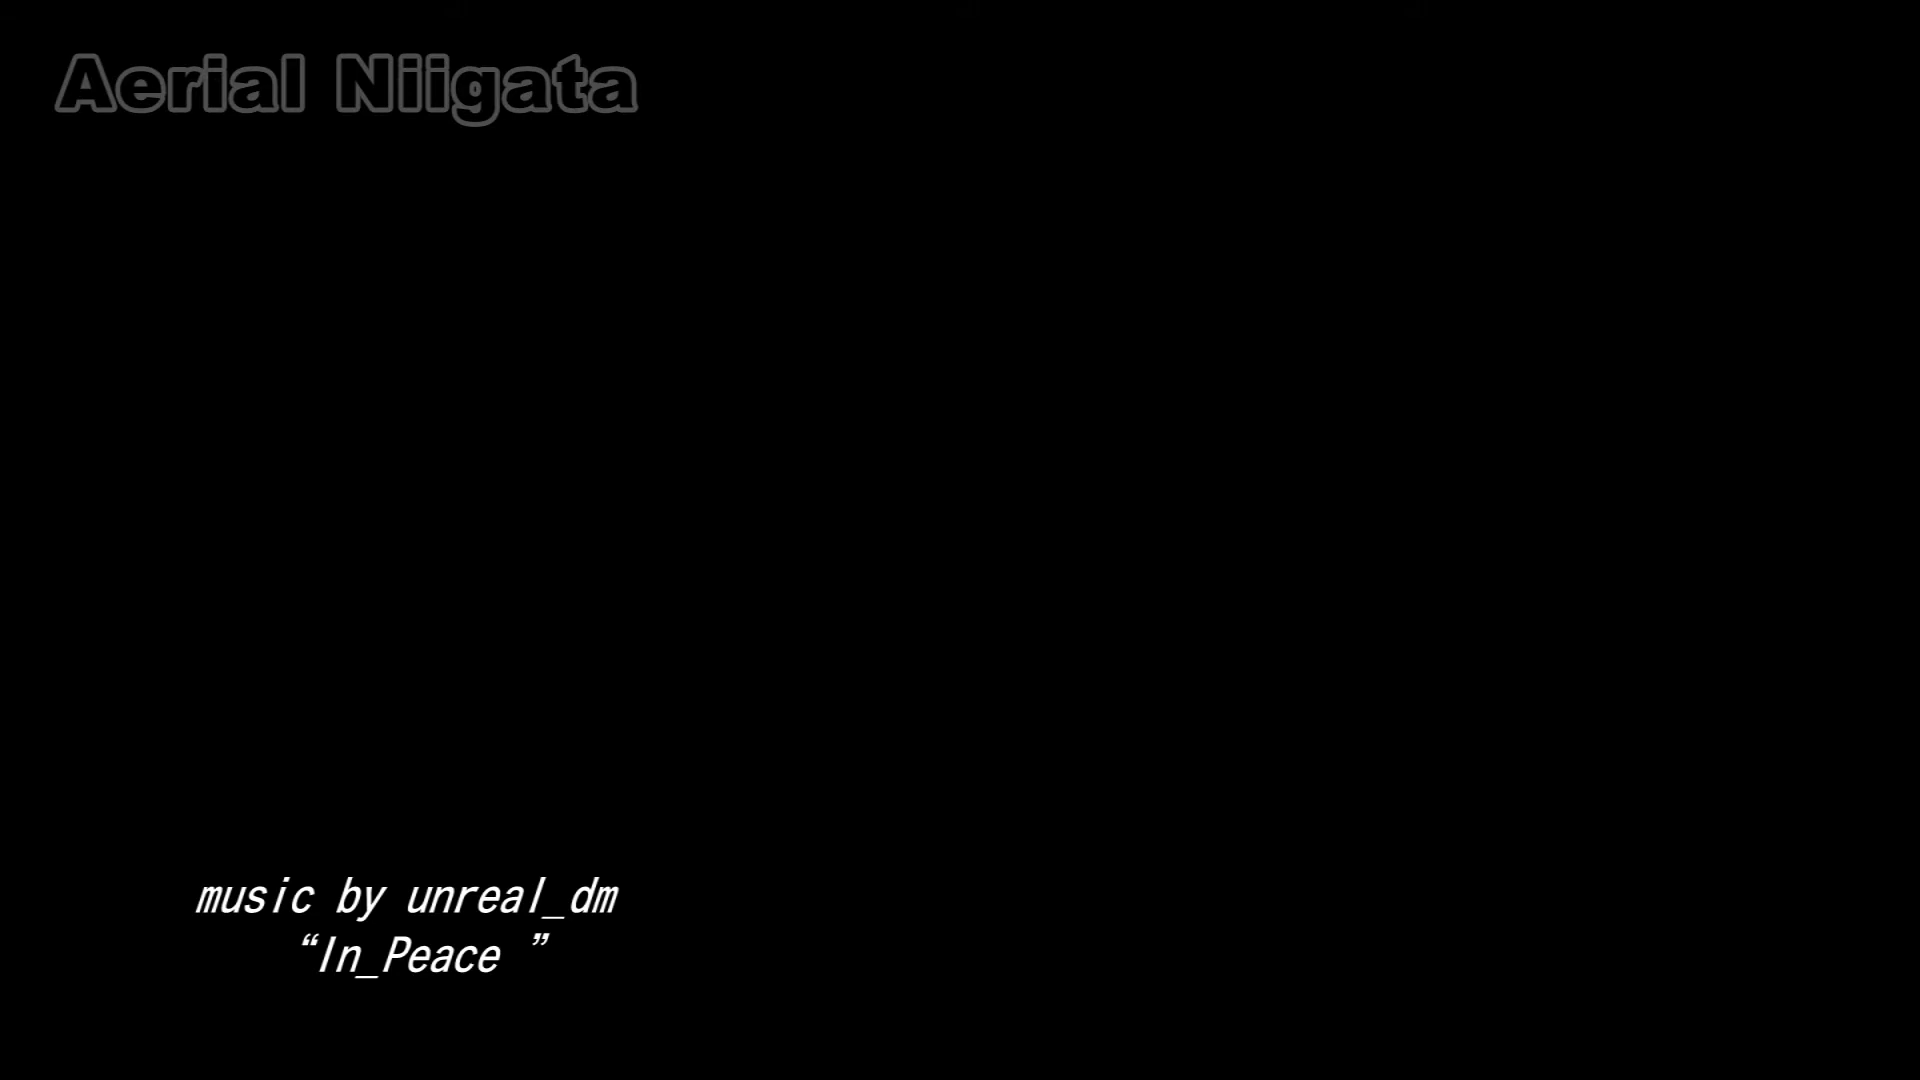 Aerial Niigata
music by unreal_dm
“In_Peace ”